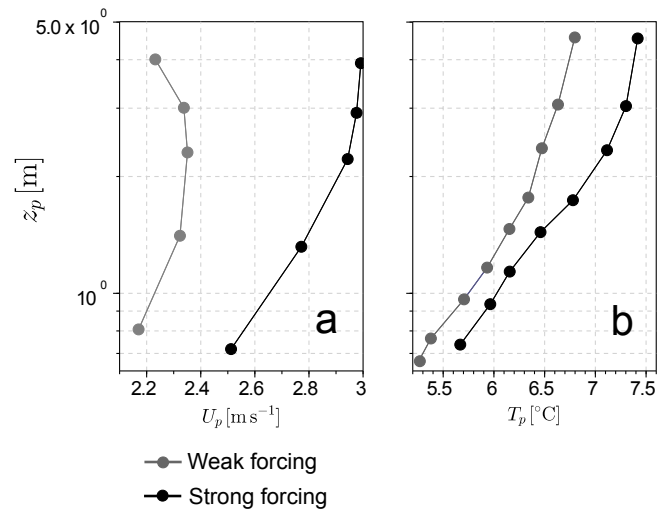 5.0 x 10⁰
z_p [m]
10⁰
a
b
2.2 2.4 2.6 2.8 3
5.5 6 6.5 7 7.5
U_p [m s⁻¹]
T_p [°C]
Weak forcing
Strong forcing